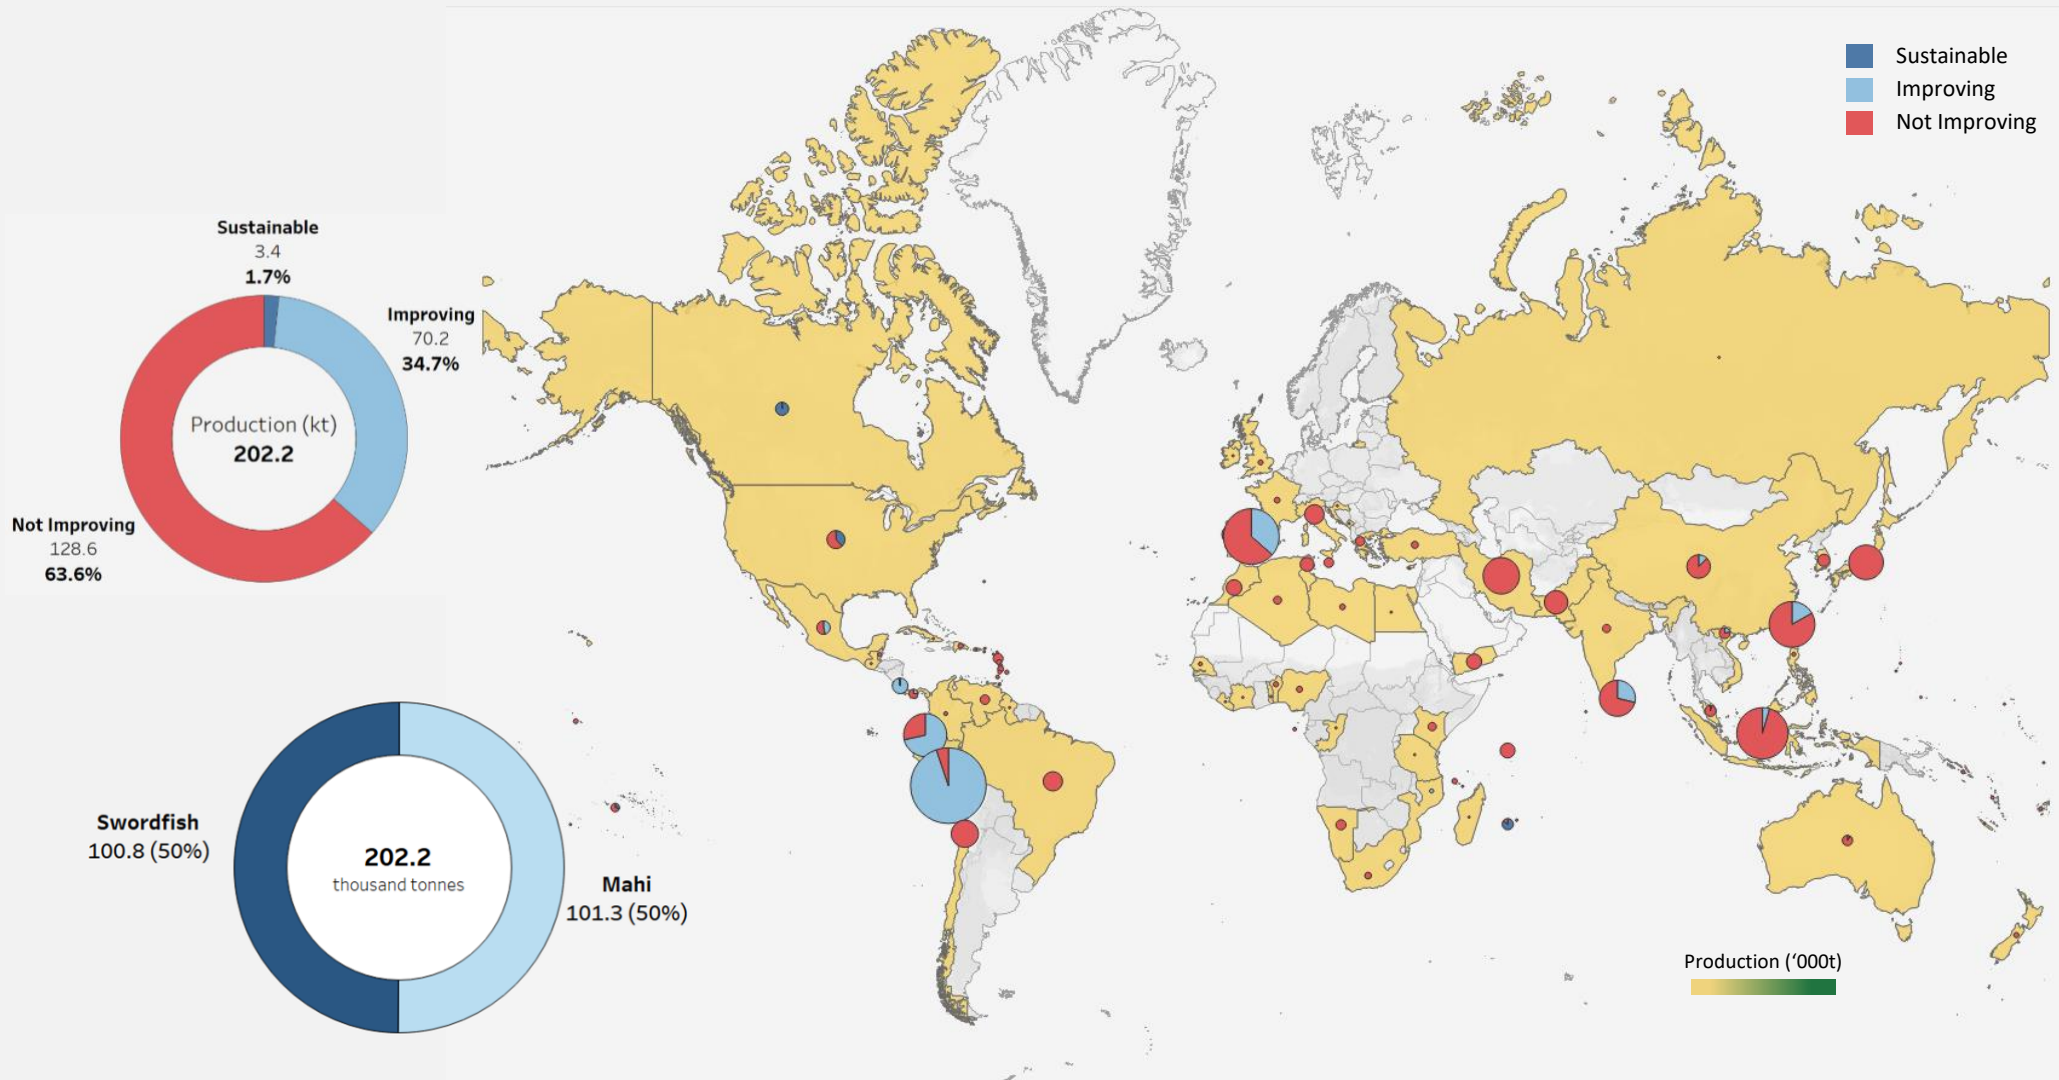 Sustainable
Improving
Not Improving
Sustainable
3.4
1.7%
Improving
70.2
34.7%
Production (kt)
202.2
Not Improving
128.6
63.6%
Swordfish
100.8 (50%)
202.2
thousand tonnes
Mahi
101.3 (50%)
Production (‘000t)